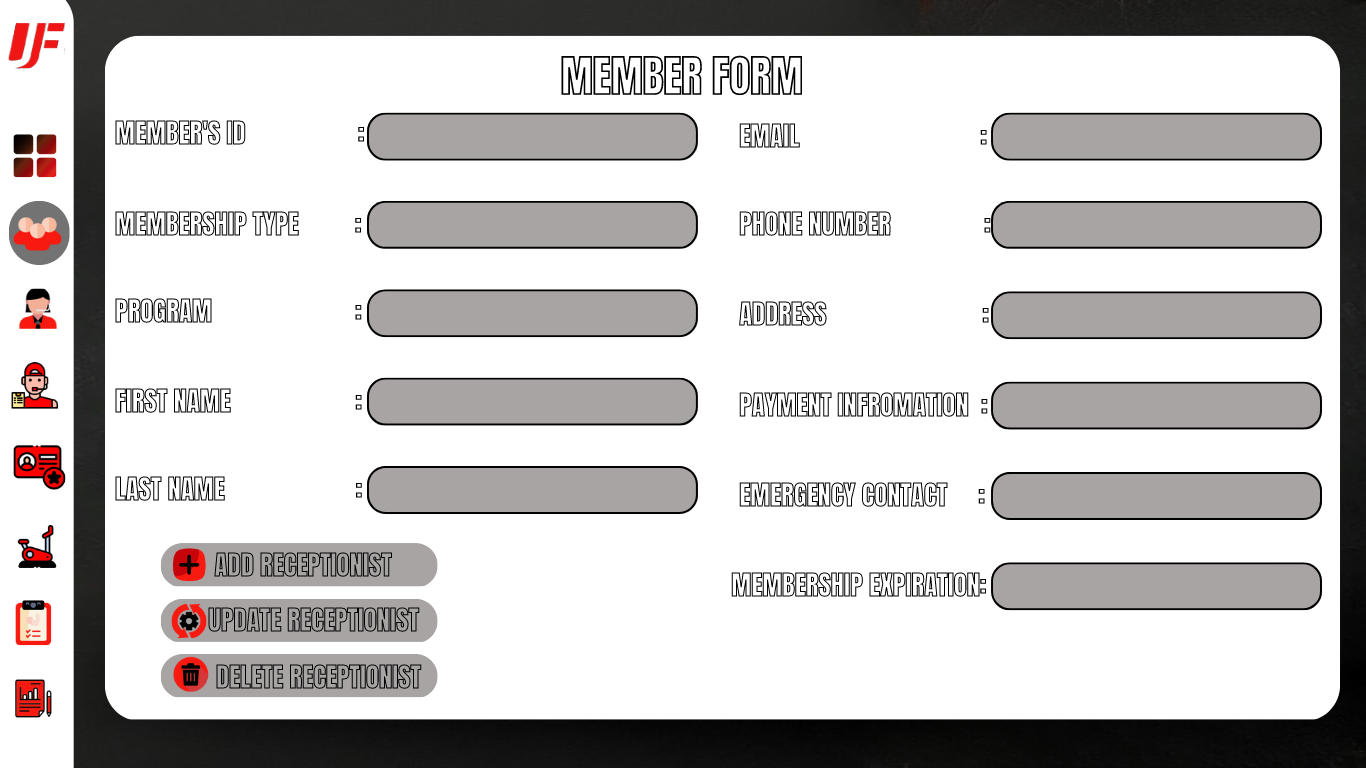 JF
MEMBER FORM
MEMBER'S ID :
MEMBERSHIP TYPE :
PROGRAM :
FIRST NAME :
LAST NAME :
ADD RECEPTIONIST
UPDATE RECEPTIONIST
DELETE RECEPTIONIST
EMAIL :
PHONE NUMBER :
ADDRESS :
PAYMENT INFROMATION :
EMERGENCY CONTACT :
MEMBERSHIP EXPIRATION: